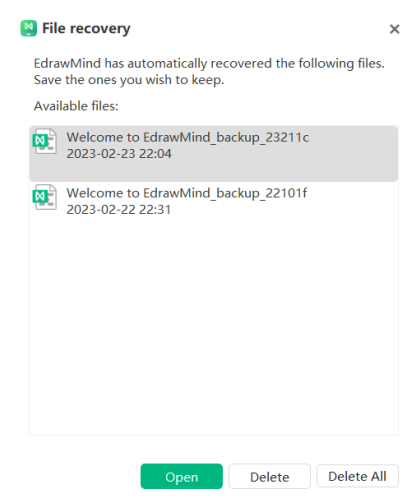 File recovery
EdrawMind has automatically recovered the following files.
Save the ones you wish to keep.
Available files:
Welcome to EdrawMind_backup_23211c
2023-02-23 22:04
Welcome to EdrawMind_backup_22101f
2023-02-22 22:31
Open Delete Delete All